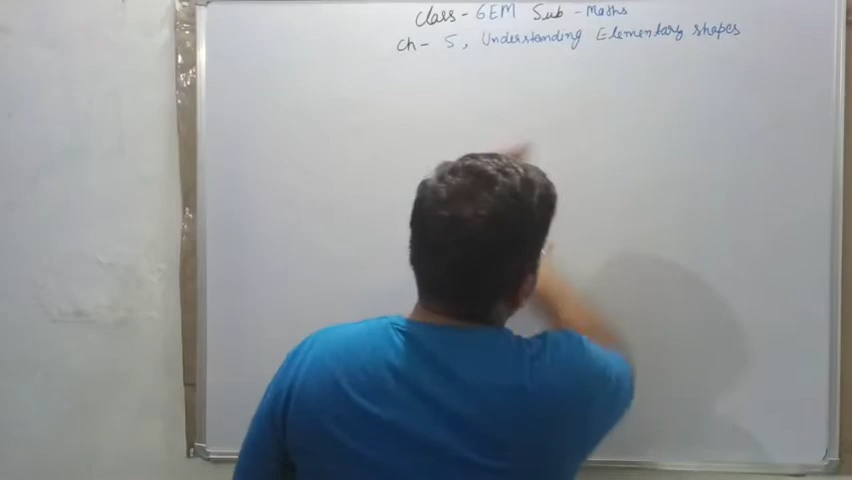 Class - 6EM Sub - Maths
Ch - 5, Understanding Elementary shapes